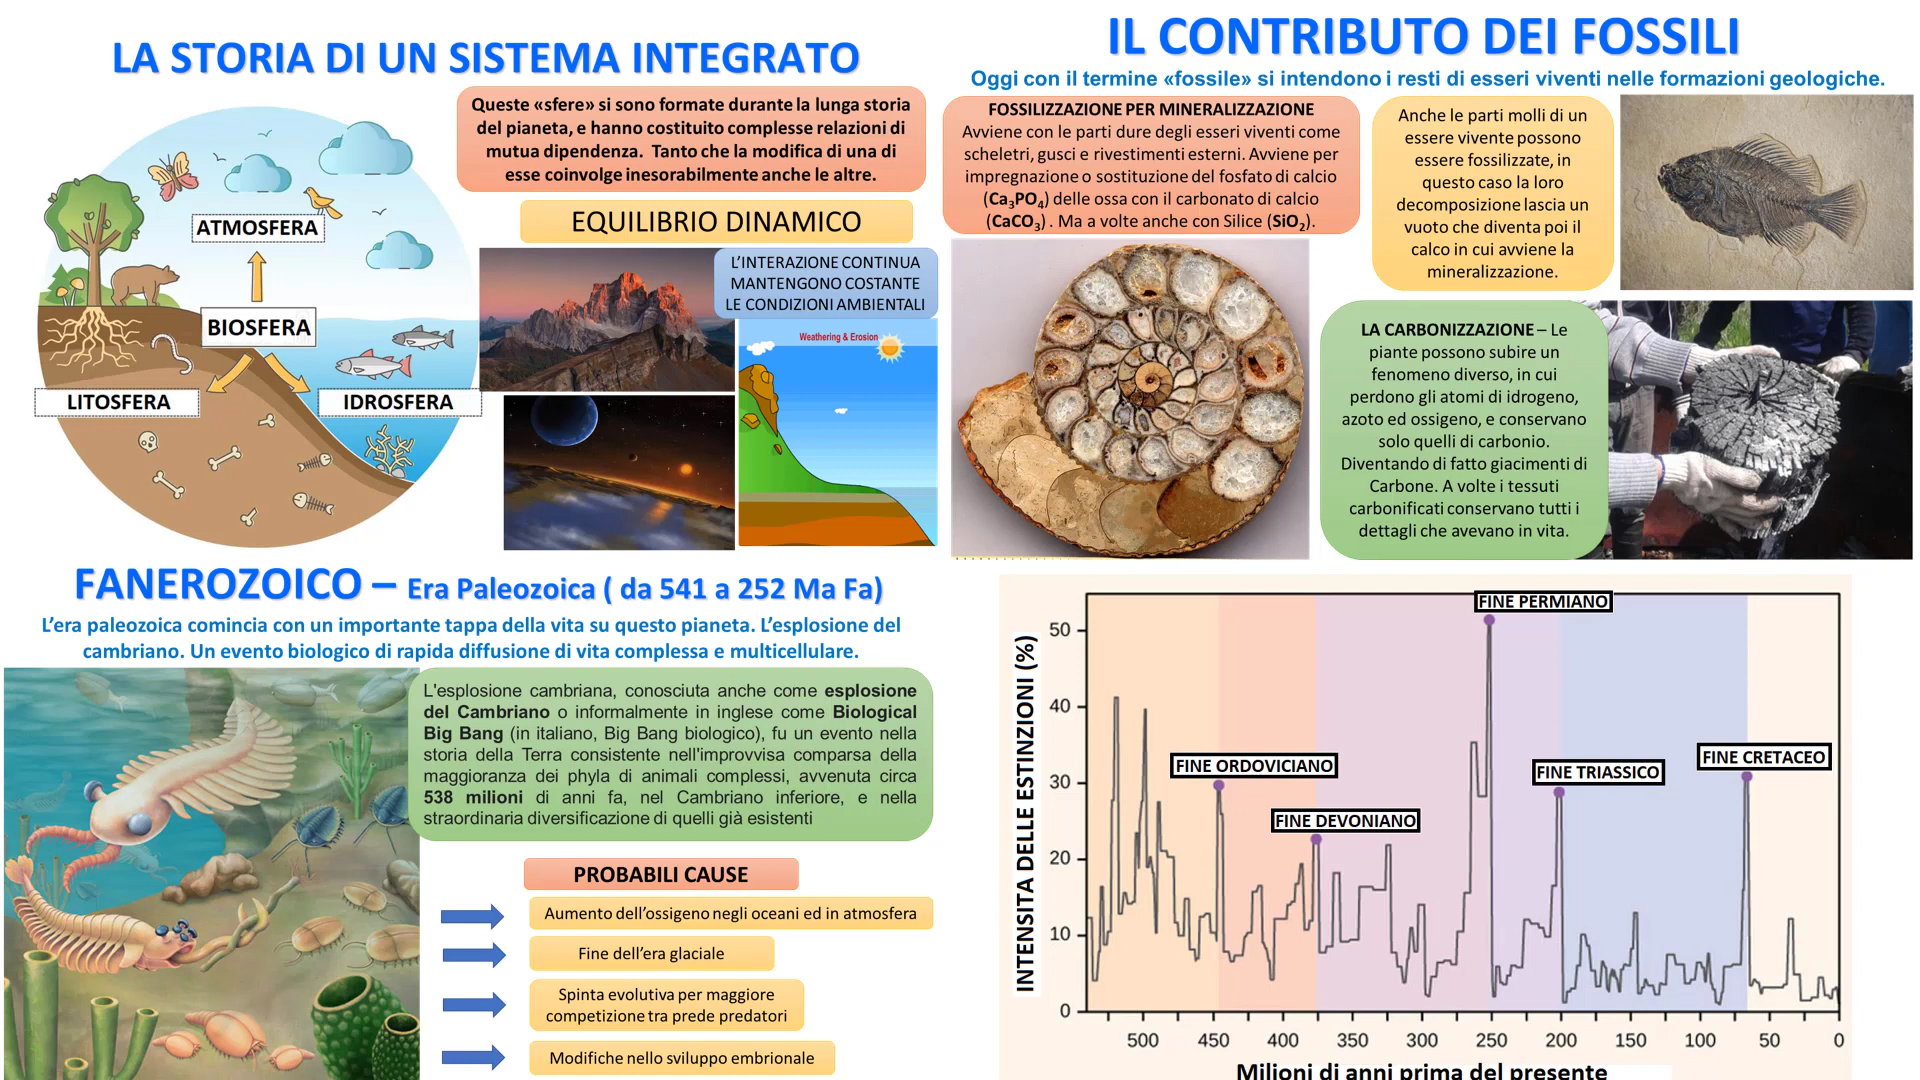 LA STORIA DI UN SISTEMA INTEGRATO
Queste «sfere» si sono formate durante la lunga storia
del pianeta, e hanno costituito complesse relazioni di
mutua dipendenza. Tanto che la modifica di una di
esse coinvolge inesorabilmente anche le altre.
EQUILIBRIO DINAMICO
L'INTERAZIONE CONTINUA
MANTENGONO COSTANTE
LE CONDIZIONI AMBIENTALI
Weathering & Erosion
ATMOSFERA
BIOSFERA
LITOSFERA
IDROSFERA
IL CONTRIBUTO DEI FOSSILI
Oggi con il termine «fossile» si intendono i resti di esseri viventi nelle formazioni geologiche.
FOSSILIZZAZIONE PER MINERALIZZAZIONE
Avviene con le parti dure degli esseri viventi come
scheletri, gusci e rivestimenti esterni. Avviene per
impregnazione o sostituzione del fosfato di calcio
(Ca₃PO₄) delle ossa con il carbonato di calcio
(CaCO₃) . Ma a volte anche con Silice (SiO₂).
Anche le parti molli di un
essere vivente possono
essere fossilizzate, in
questo caso la loro
decomposizione lascia un
vuoto che diventa poi il
calco in cui avviene la
mineralizzazione.
LA CARBONIZZAZIONE – Le
piante possono subire un
fenomeno diverso, in cui
perdono gli atomi di idrogeno,
azoto ed ossigeno, e conservano
solo quelli di carbonio.
Diventando di fatto giacimenti di
Carbone. A volte i tessuti
carbonificati conservano tutti i
dettagli che avevano in vita.
FANEROZOICO – Era Paleozoica ( da 541 a 252 Ma Fa)
L'era paleozoica comincia con un importante tappa della vita su questo pianeta. L'esplosione del
cambriano. Un evento biologico di rapida diffusione di vita complessa e multicellulare.
L'esplosione cambriana, conosciuta anche come esplosione
del Cambriano o informalmente in inglese come Biological
Big Bang (in italiano, Big Bang biologico), fu un evento nella
storia della Terra consistente nell'improvvisa comparsa della
maggioranza dei phyla di animali complessi, avvenuta circa
538 milioni di anni fa, nel Cambriano inferiore, e nella
straordinaria diversificazione di quelli già esistenti
PROBABILI CAUSE
Aumento dell'ossigeno negli oceani ed in atmosfera
Fine dell'era glaciale
Spinta evolutiva per maggiore
competizione tra prede predatori
Modifiche nello sviluppo embrionale
INTENSITA DELLE ESTINZIONI (%)
50
40
30
20
10
0
FINE PERMIANO
FINE ORDOVICIANO
FINE DEVONIANO
FINE TRIASSICO
FINE CRETACEO
500 450 400 350 300 250 200 150 100 50 0
Milioni di anni prima del presente